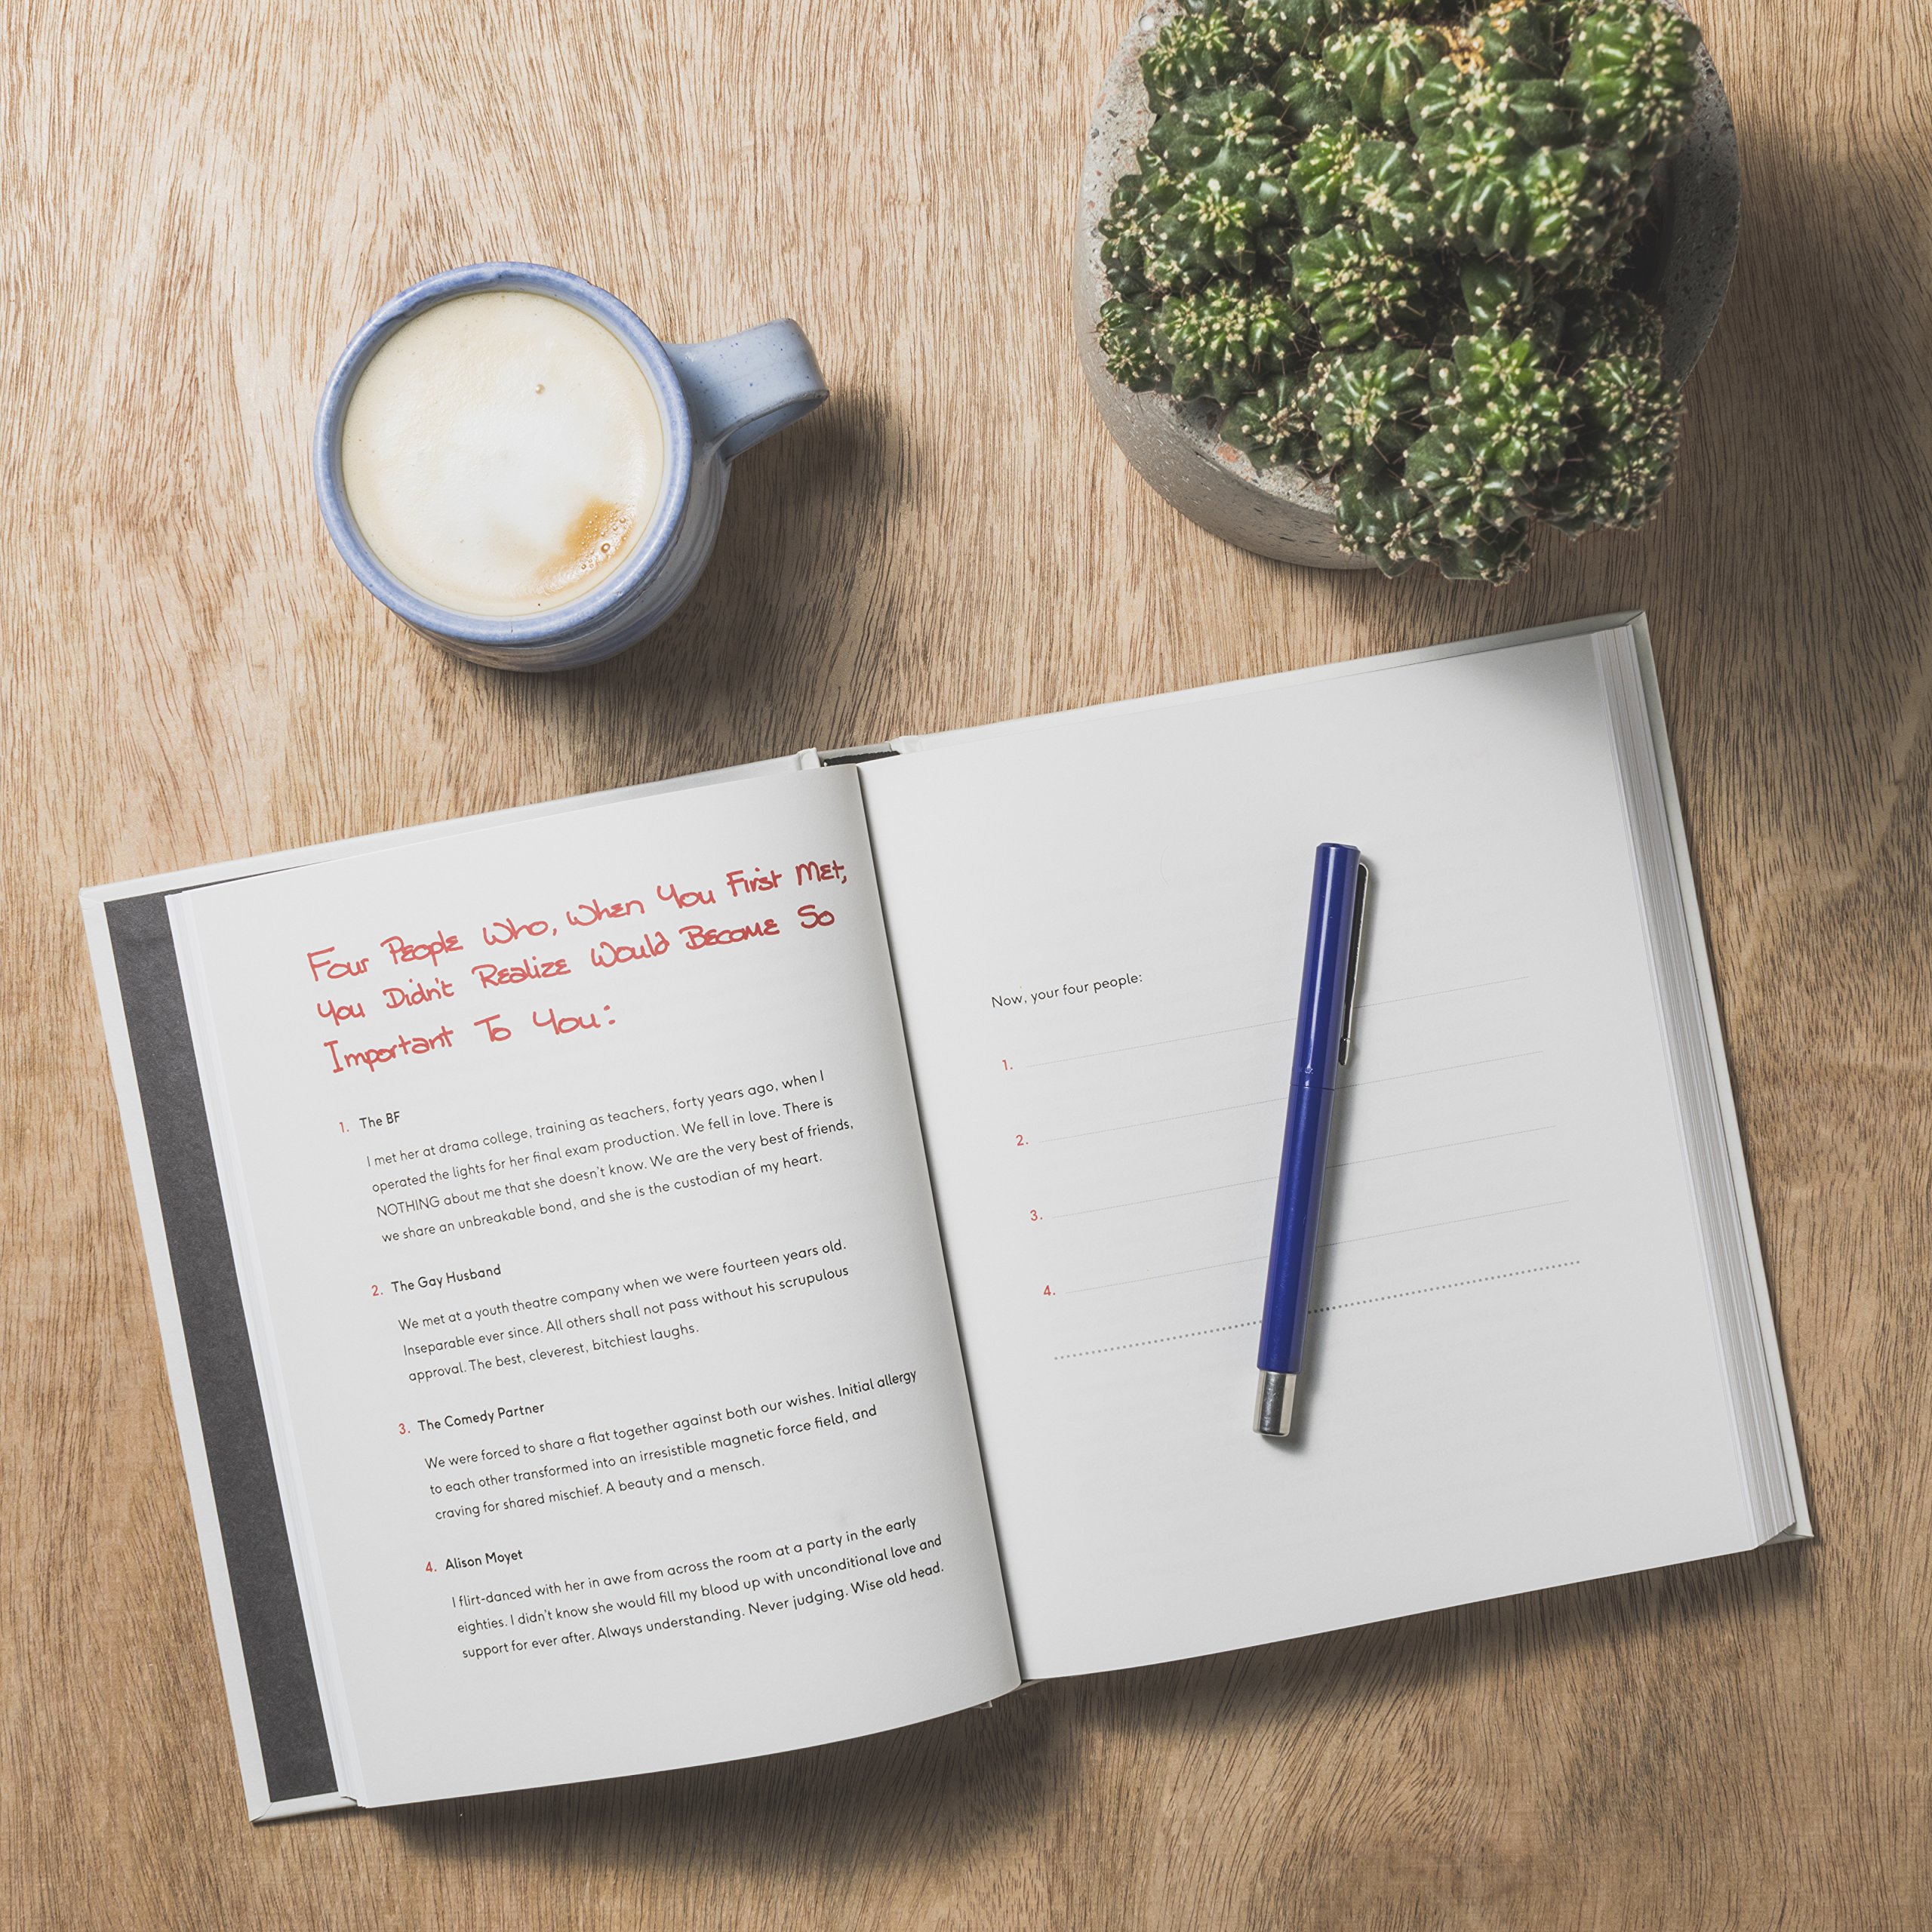 Four People Who, When You First Met,
You Didn't Realize Would Become So
Important To You:
1. The BF
I met her at drama college, training as teachers, forty years ago, when I
operated the lights for her final exam production. We fell in love. There is
NOTHING about me that she doesn't know. We are the very best of friends,
we share an unbreakable bond, and she is the custodian of my heart.
2. The Gay Husband
We met at a youth theatre company when we were fourteen years old.
Inseparable ever since. All others shall not pass without his scrupulous
approval. The best, cleverest, bitchiest laughs.
3. The Comedy Partner
We were forced to share a flat together against both our wishes. Initial allergy
to each other transformed into an irresistible magnetic force field, and
craving for shared mischief. A beauty and a mensch.
4. Alison Moyet
I flirt-danced with her in awe from across the room at a party in the early
eighties. I didn't know she would fill my blood up with unconditional love and
support for ever after. Always understanding. Never judging. Wise old head.
Now, your four people:
1.
2.
3.
4.